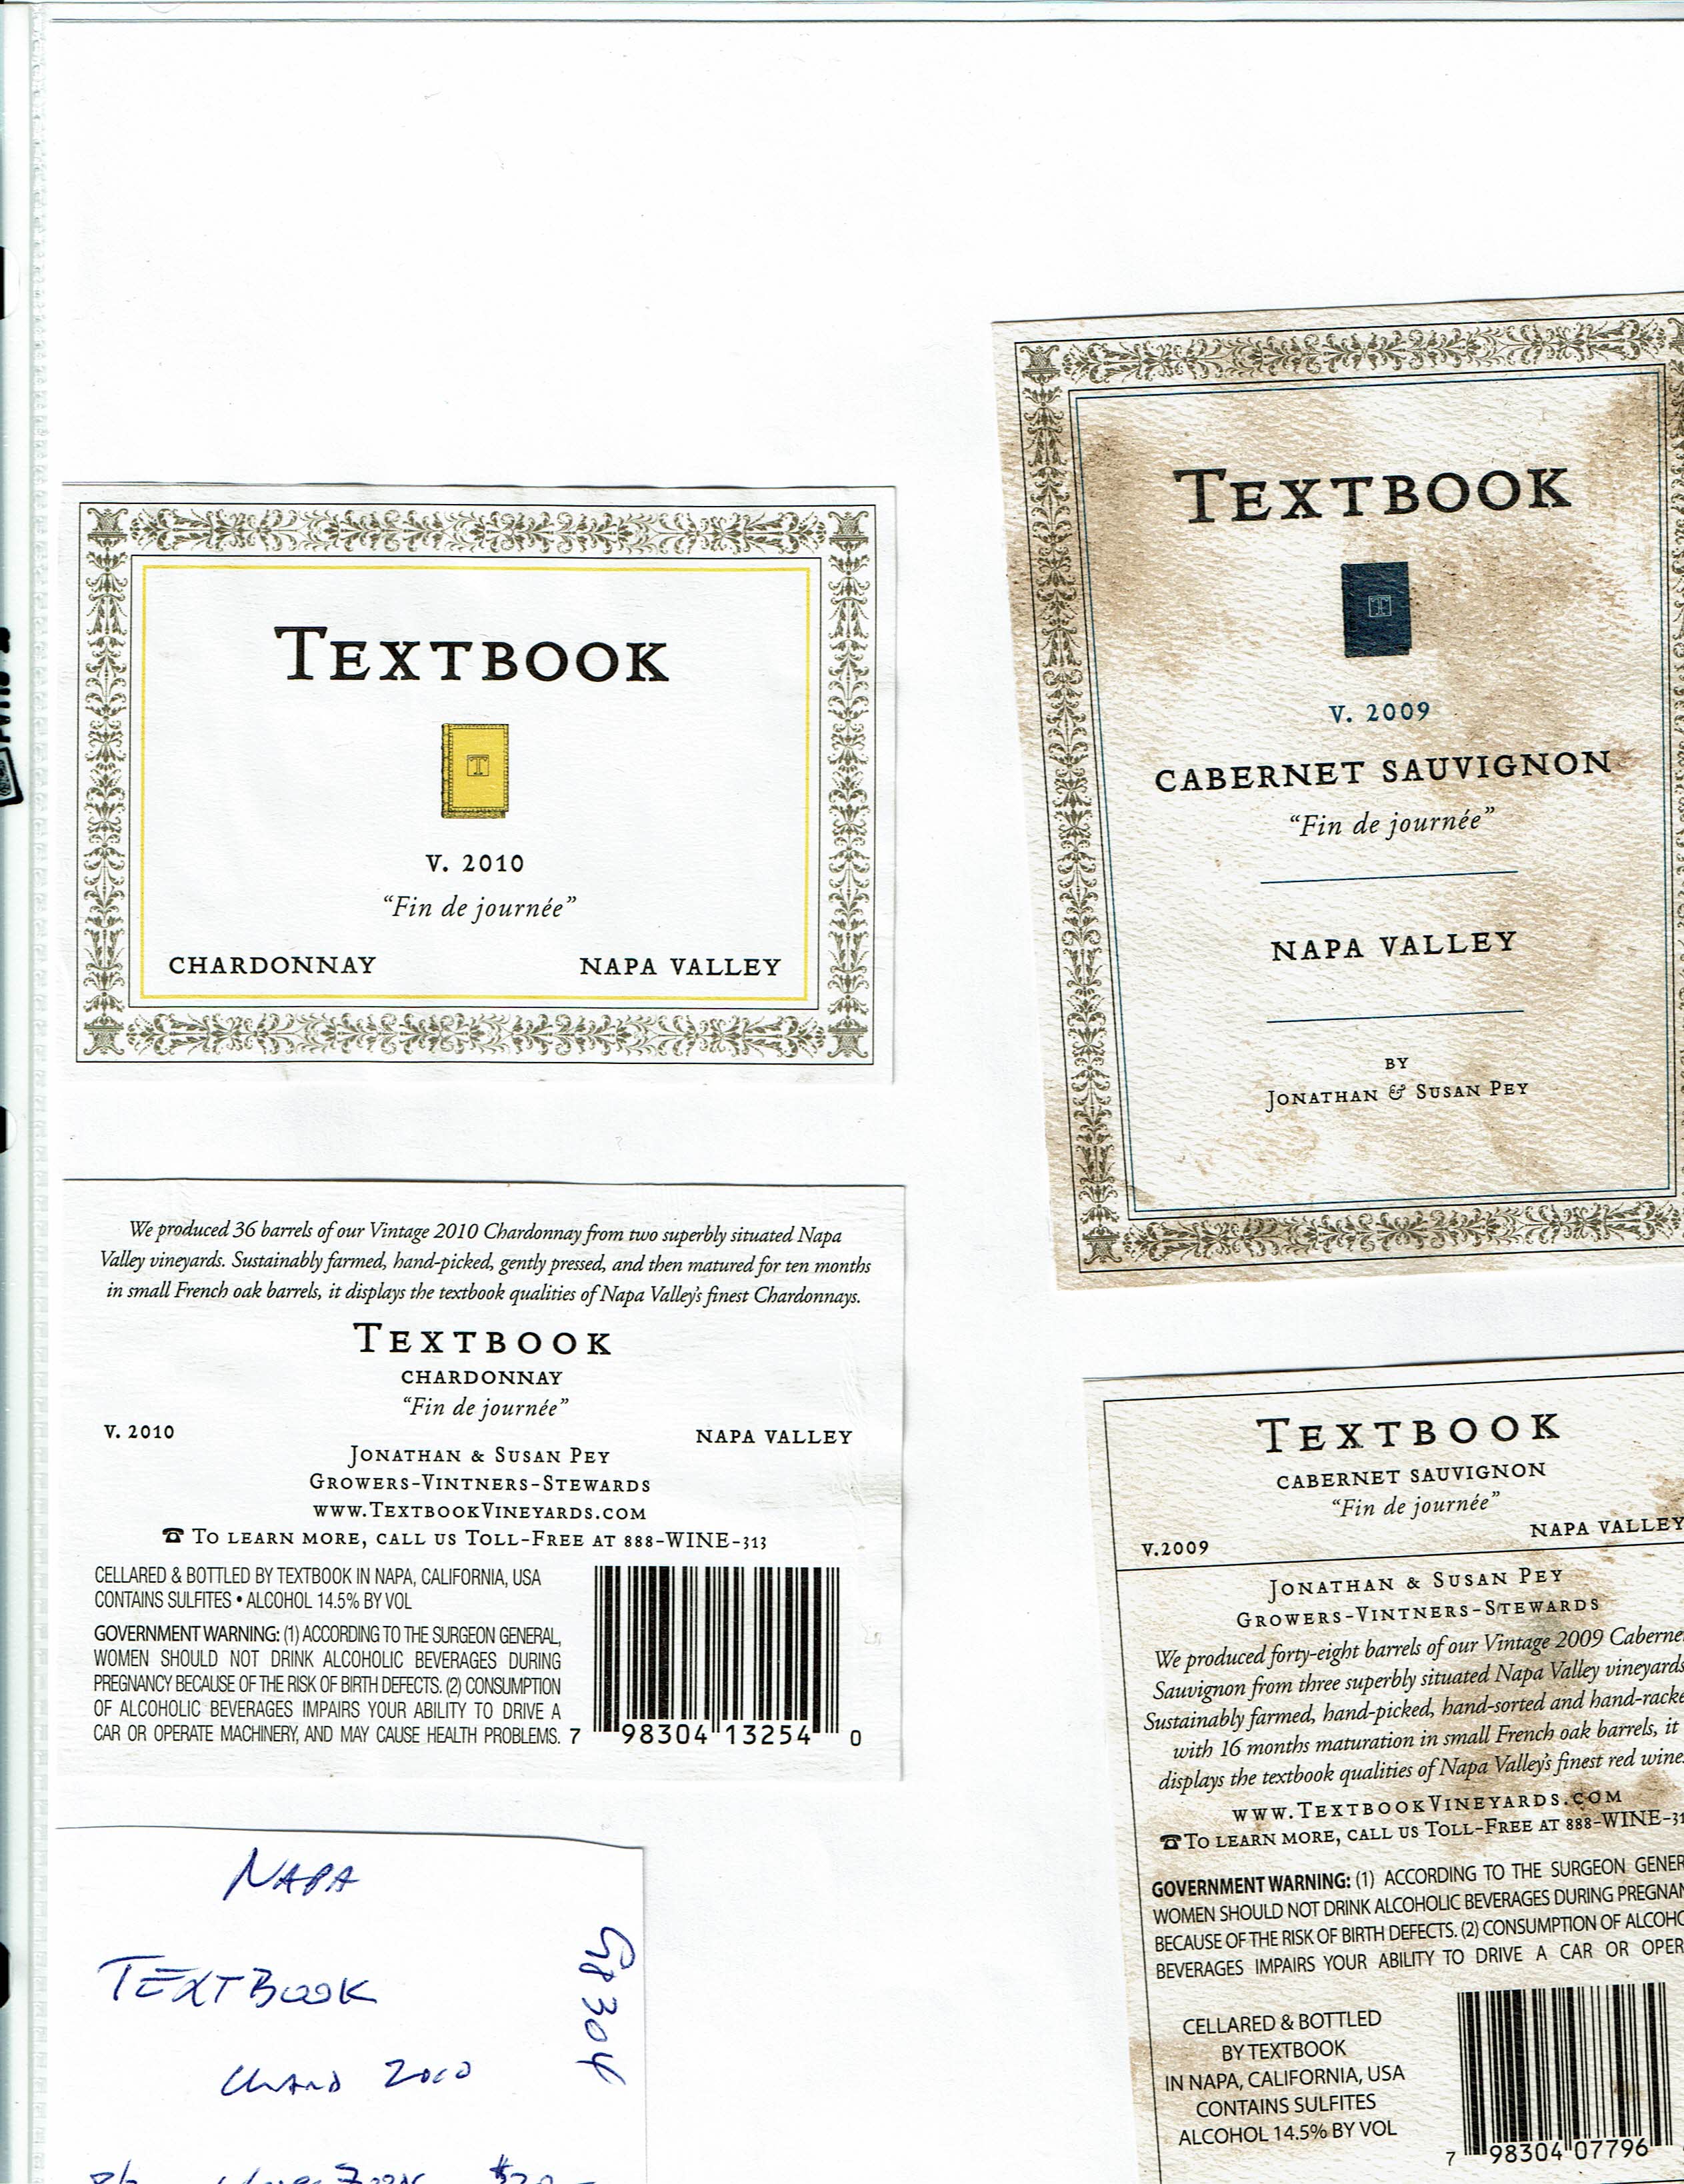 TEXTBOOK
T
V. 2010
“Fin de journée”
CHARDONNAY NAPA VALLEY
We produced 36 barrels of our Vintage 2010 Chardonnay from two superbly situated Napa
Valley vineyards. Sustainably farmed, hand-picked, gently pressed, and then matured for ten months
in small French oak barrels, it displays the textbook qualities of Napa Valley's finest Chardonnays.
TEXTBOOK
CHARDONNAY
“Fin de journée”
V. 2010 NAPA VALLEY
JONATHAN & SUSAN PEY
GROWERS-VINTNERS-STEWARDS
WWW.TEXTBOOKVINEYARDS.COM
☎ TO LEARN MORE, CALL US TOLL-FREE AT 888-WINE-313
CELLARED & BOTTLED BY TEXTBOOK IN NAPA, CALIFORNIA, USA
CONTAINS SULFITES • ALCOHOL 14.5% BY VOL
GOVERNMENT WARNING: (1) ACCORDING TO THE SURGEON GENERAL,
WOMEN SHOULD NOT DRINK ALCOHOLIC BEVERAGES DURING
PREGNANCY BECAUSE OF THE RISK OF BIRTH DEFECTS. (2) CONSUMPTION
OF ALCOHOLIC BEVERAGES IMPAIRS YOUR ABILITY TO DRIVE A
CAR OR OPERATE MACHINERY, AND MAY CAUSE HEALTH PROBLEMS.
7 98304 13254 0
NAPA
TEXTBOOK
CHARD 2010
304
TEXTBOOK
T
V. 2009
CABERNET SAUVIGNON
“Fin de journée”
NAPA VALLEY
BY
JONATHAN & SUSAN PEY
TEXTBOOK
CABERNET SAUVIGNON
“Fin de journée”
V.2009 NAPA VALLEY
JONATHAN & SUSAN PEY
GROWERS-VINTNERS-STEWARDS
We produced forty-eight barrels of our Vintage 2009 Caberne
Sauvignon from three superbly situated Napa Valley vineyards
Sustainably farmed, hand-picked, hand-sorted and hand-racke
with 16 months maturation in small French oak barrels, it
displays the textbook qualities of Napa Valley's finest red wine
WWW.TEXTBOOKVINEYARDS.COM
☎TO LEARN MORE, CALL US TOLL-FREE AT 888-WINE-31
GOVERNMENT WARNING: (1) ACCORDING TO THE SURGEON GENER
WOMEN SHOULD NOT DRINK ALCOHOLIC BEVERAGES DURING PREGNAN
BECAUSE OF THE RISK OF BIRTH DEFECTS. (2) CONSUMPTION OF ALCOHO
BEVERAGES IMPAIRS YOUR ABILITY TO DRIVE A CAR OR OPER
CELLARED & BOTTLED
BY TEXTBOOK
IN NAPA, CALIFORNIA, USA
CONTAINS SULFITES
ALCOHOL 14.5% BY VOL
7 98304 07796